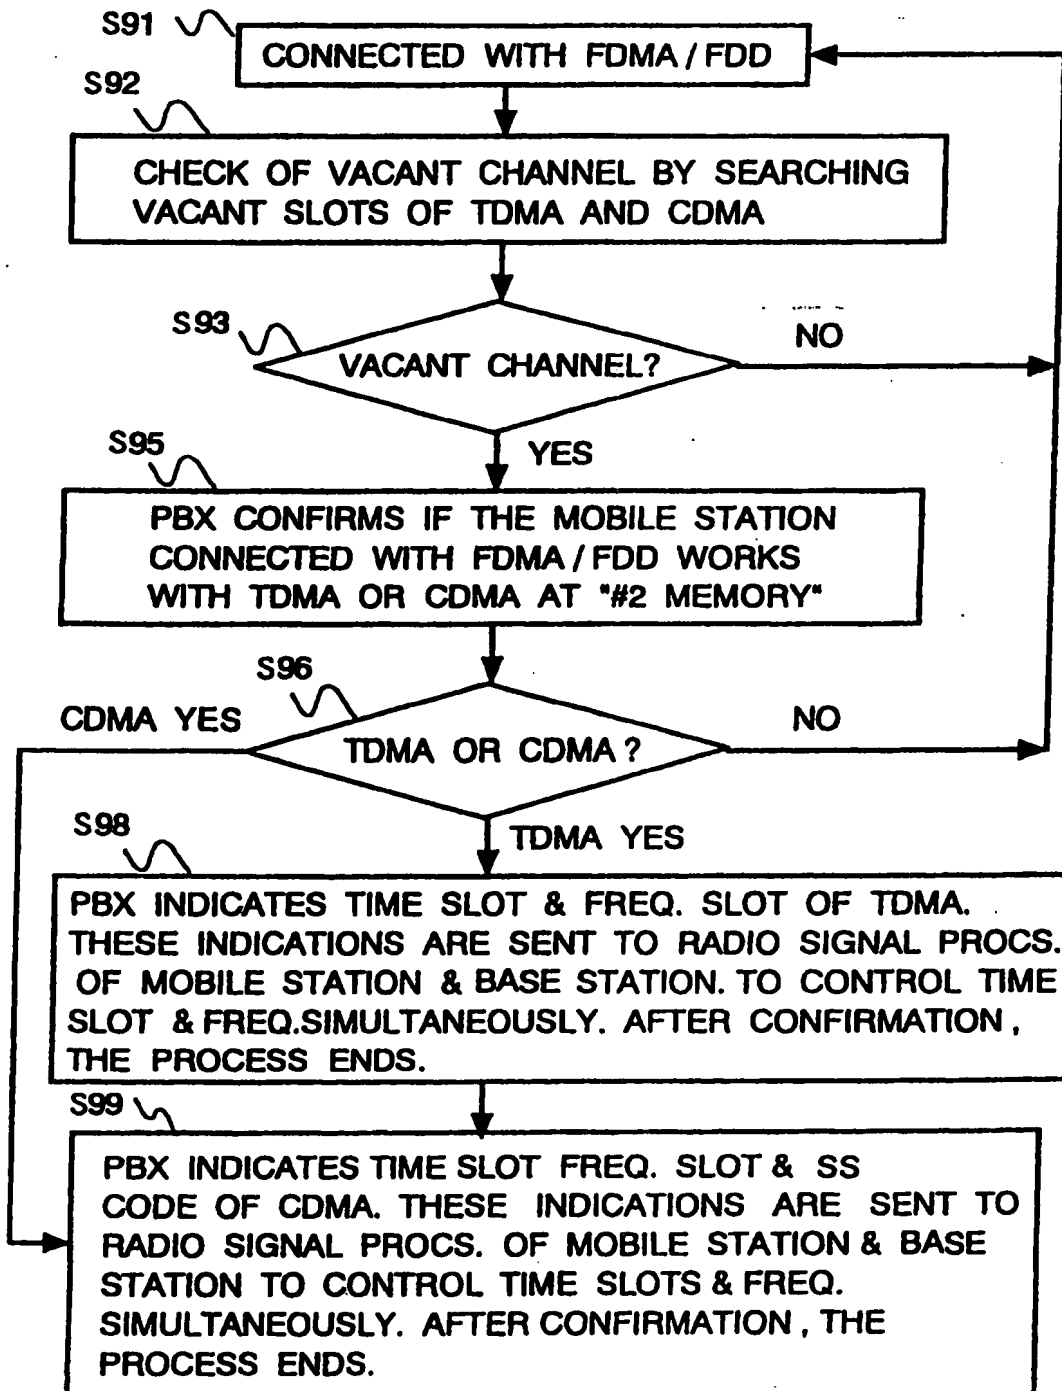 S91
CONNECTED WITH FDMA / FDD
S92
CHECK OF VACANT CHANNEL BY SEARCHING
VACANT SLOTS OF TDMA AND CDMA
S93
VACANT CHANNEL?
NO
YES
S95
PBX CONFIRMS IF THE MOBILE STATION
CONNECTED WITH FDMA / FDD WORKS
WITH TDMA OR CDMA AT "#2 MEMORY"
S96
CDMA YES
TDMA OR CDMA ?
NO
TDMA YES
S98
PBX INDICATES TIME SLOT & FREQ. SLOT OF TDMA.
THESE INDICATIONS ARE SENT TO RADIO SIGNAL PROCS.
OF MOBILE STATION & BASE STATION. TO CONTROL TIME
SLOT & FREQ.SIMULTANEOUSLY. AFTER CONFIRMATION ,
THE PROCESS ENDS.
S99
PBX INDICATES TIME SLOT FREQ. SLOT & SS
CODE OF CDMA. THESE INDICATIONS ARE SENT TO
RADIO SIGNAL PROCS. OF MOBILE STATION & BASE
STATION TO CONTROL TIME SLOTS & FREQ.
SIMULTANEOUSLY. AFTER CONFIRMATION , THE
PROCESS ENDS.